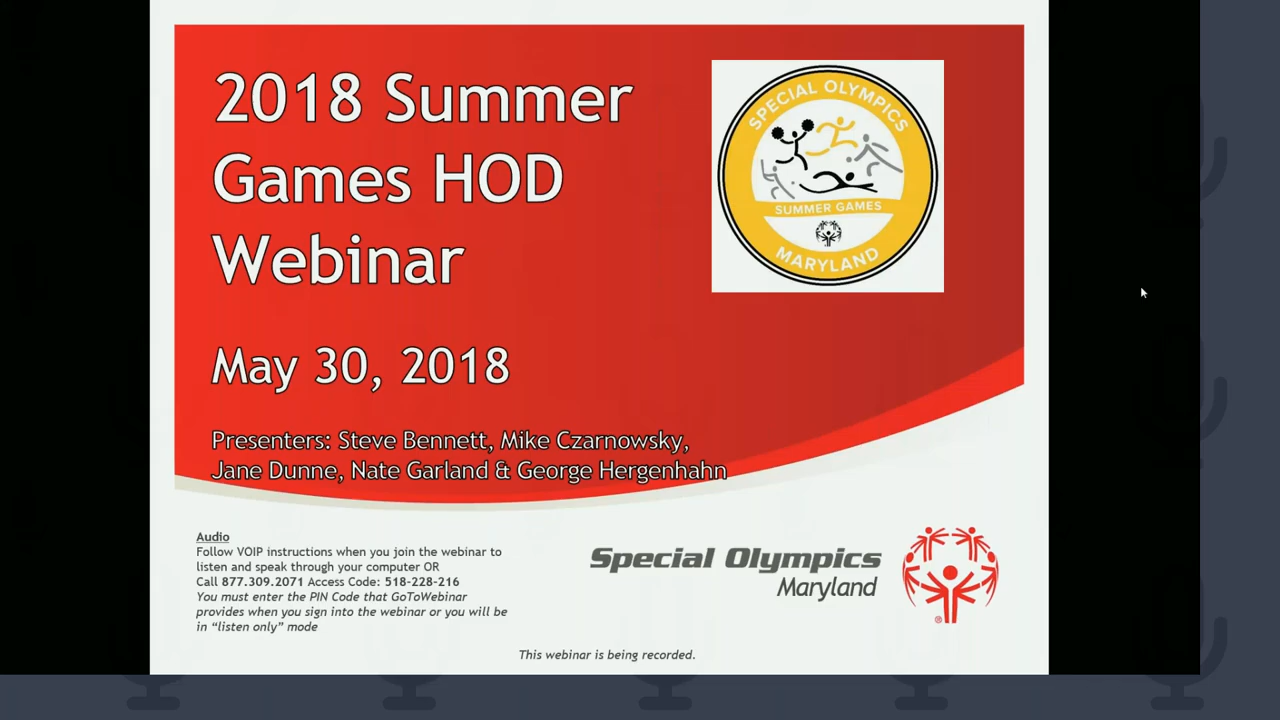 2018 Summer
Games HOD
Webinar
May 30, 2018
Presenters: Steve Bennett, Mike Czarnowsky,
Jane Dunne, Nate Garland & George Hergenhahn
SPECIAL OLYMPICS
SUMMER GAMES
MARYLAND
Audio
Follow VOIP instructions when you join the webinar to
listen and speak through your computer OR
Call 877.309.2071 Access Code: 518-228-216
You must enter the PIN Code that GoToWebinar
provides when you sign into the webinar or you will be
in “listen only” mode
Special Olympics
Maryland
®
This webinar is being recorded.